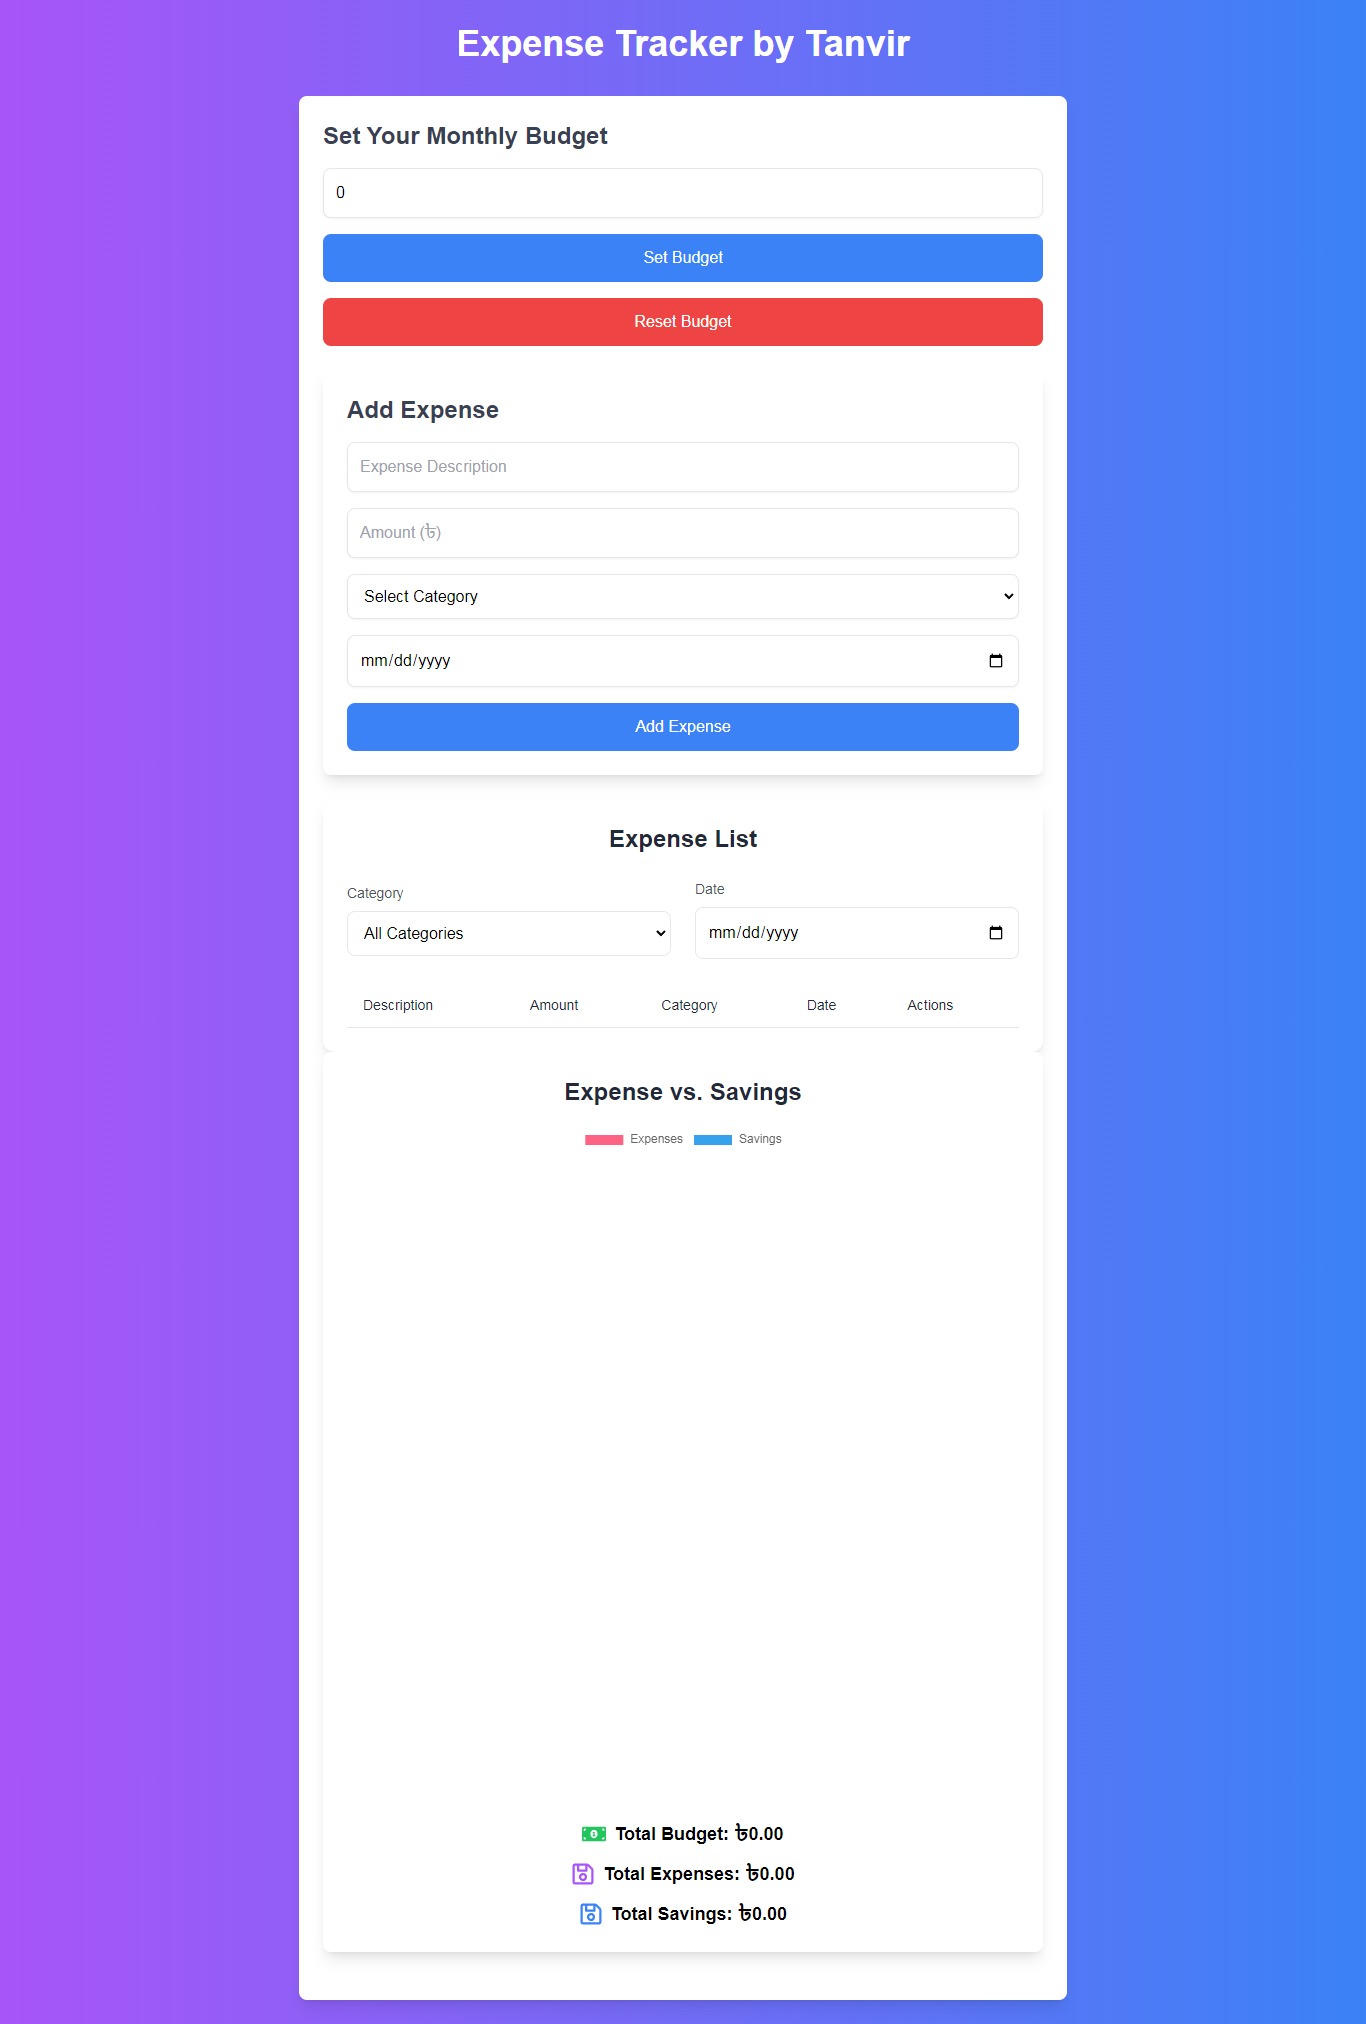 Expense Tracker by Tanvir
Set Your Monthly Budget
0
Set Budget
Reset Budget
Add Expense
Expense Description
Amount (৳)
Select Category
mm/dd/yyyy
Add Expense
Expense List
Category
Date
All Categories
mm/dd/yyyy
Description Amount Category Date Actions
Expense vs. Savings
Expenses Savings
Total Budget: ৳0.00
Total Expenses: ৳0.00
Total Savings: ৳0.00